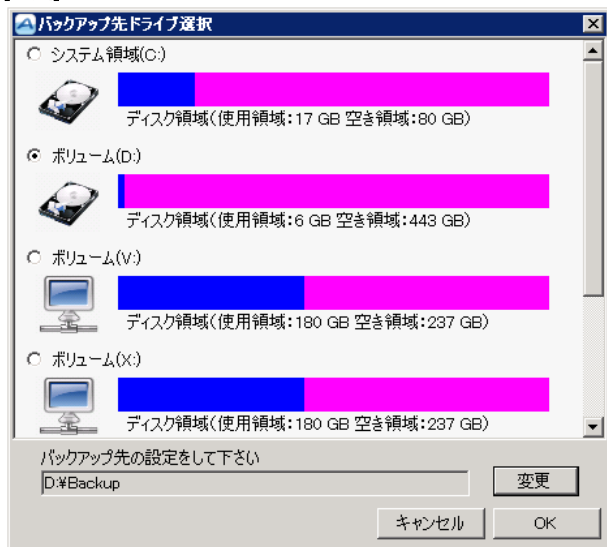 バックアップ先ドライブ選択
システム領域(C:)
ディスク領域(使用領域:17 GB 空き領域:80 GB)
ボリューム(D:)
ディスク領域(使用領域:6 GB 空き領域:443 GB)
ボリューム(V:)
ディスク領域(使用領域:180 GB 空き領域:237 GB)
ボリューム(X:)
ディスク領域(使用領域:180 GB 空き領域:237 GB)
バックアップ先の設定をして下さい
D:¥Backup
変更
キャンセル
OK